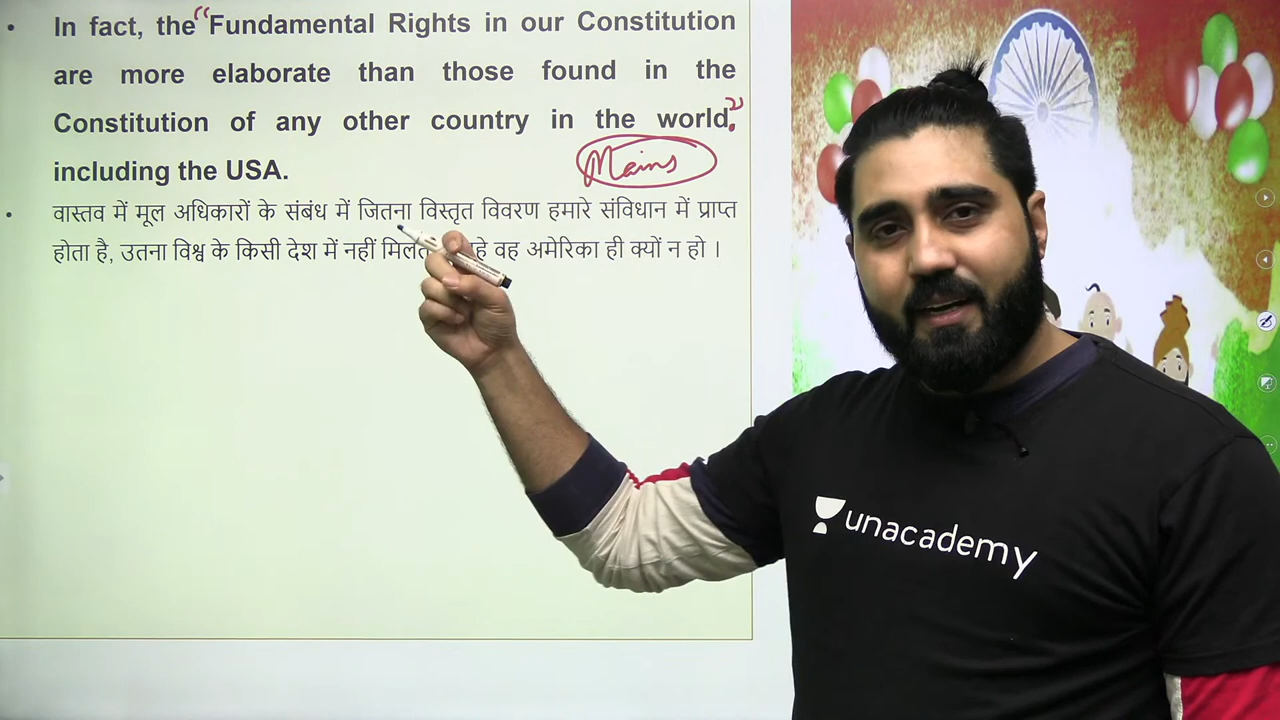 • In fact, the “Fundamental Rights in our Constitution
are more elaborate than those found in the
Constitution of any other country in the world.”
including the USA.
Mains
• वास्तव में मूल अधिकारों के संबंध में जितना विस्तृत विवरण हमारे संविधान में प्राप्त
होता है, उतना विश्व के किसी देश में नहीं वह अमेरिका ही क्यों न हो ।
unacademy